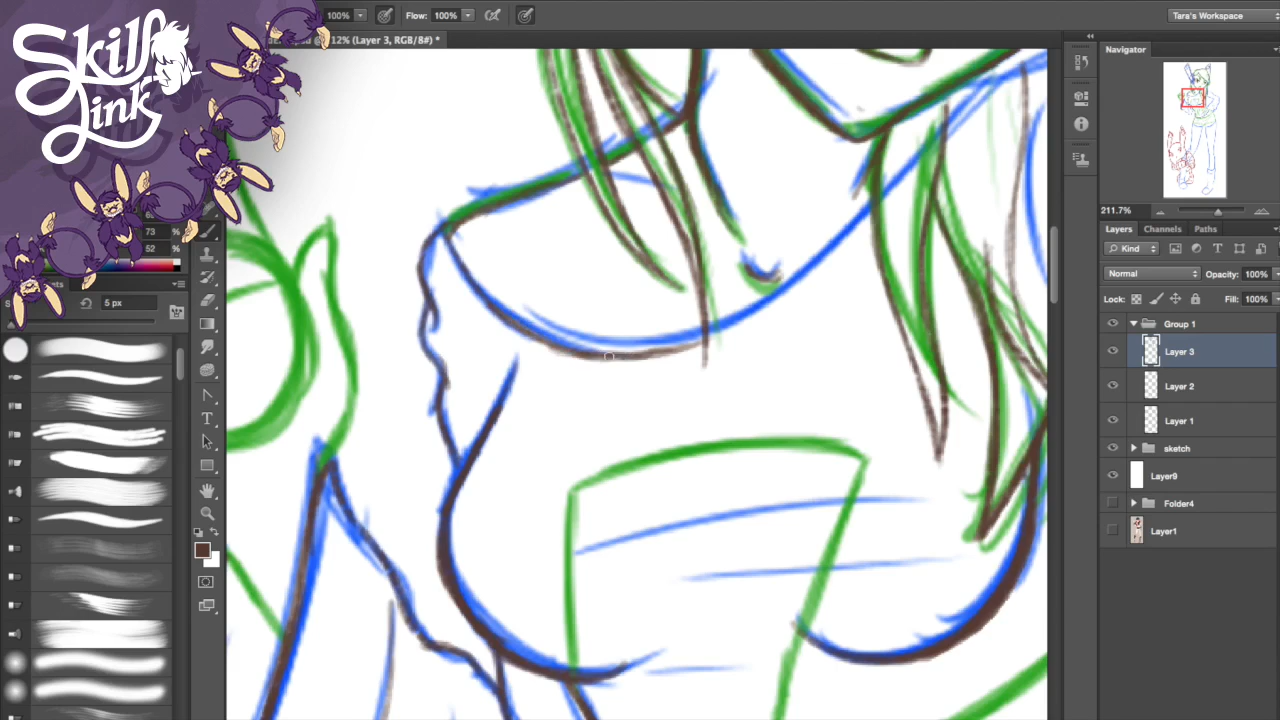 Skill
Link
100%
Flow: 100%
Tara's Workspace
12% (Layer 3, RGB/8#) *
Navigator
73 %
52 %
211.7%
Layers Channels Paths
Kind
5 px
Normal Opacity: 100%
Lock: Fill: 100%
Group 1
Layer 3
Layer 2
Layer 1
sketch
Layer9
Folder4
Layer1